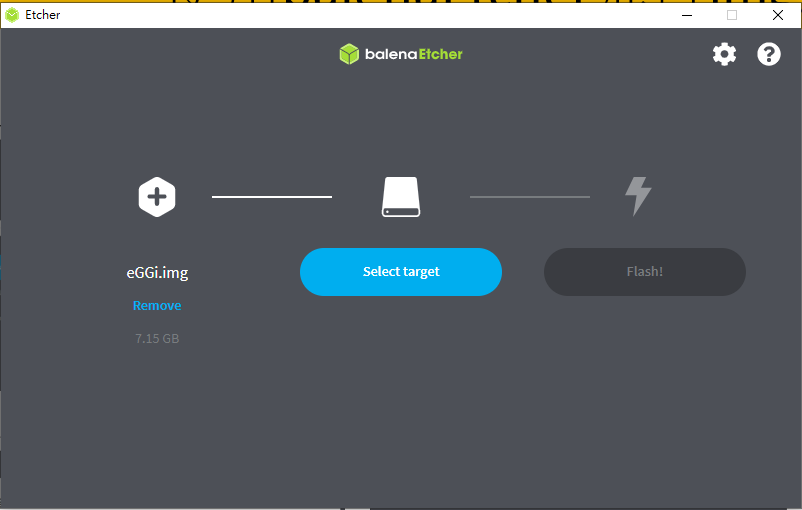 Etcher
balenaEtcher
eGGi.img
Select target
Flash!
Remove
7.15 GB